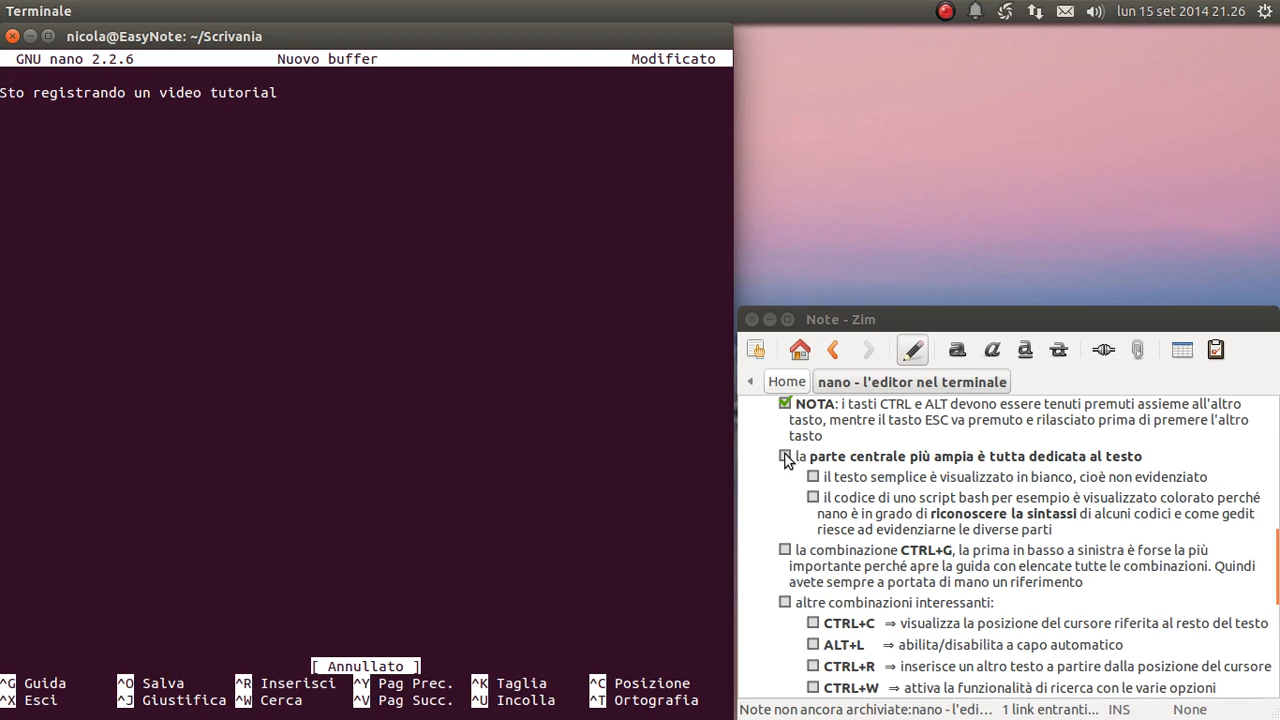 Terminale
lun 15 set 2014 21.26
nicola@EasyNote: ~/Scrivania
GNU nano 2.2.6 Nuovo buffer Modificato
Sto registrando un video tutorial
[ Annullato ]
^G Guida ^O Salva ^R Inserisci ^Y Pag Prec. ^K Taglia ^C Posizione
^X Esci ^J Giustifica ^W Cerca ^V Pag Succ. ^U Incolla ^T Ortografia
Note - Zim
a a a a
Home nano - l'editor nel terminale
NOTA: i tasti CTRL e ALT devono essere tenuti premuti assieme all'altro
tasto, mentre il tasto ESC va premuto e rilasciato prima di premere l'altro
tasto
la parte centrale più ampia è tutta dedicata al testo
il testo semplice è visualizzato in bianco, cioè non evidenziato
il codice di uno script bash per esempio è visualizzato colorato perché
nano è in grado di riconoscere la sintassi di alcuni codici e come gedit
riesce ad evidenziarne le diverse parti
la combinazione CTRL+G, la prima in basso a sinistra è forse la più
importante perché apre la guida con elencate tutte le combinazioni. Quindi
avete sempre a portata di mano un riferimento
altre combinazioni interessanti:
CTRL+C ⇒ visualizza la posizione del cursore riferita al resto del testo
ALT+L ⇒ abilita/disabilita a capo automatico
CTRL+R ⇒ inserisce un altro testo a partire dalla posizione del cursore
CTRL+W ⇒ attiva la funzionalità di ricerca con le varie opzioni
Note non ancora archiviate:nano - l'edi... 1 link entranti... INS None